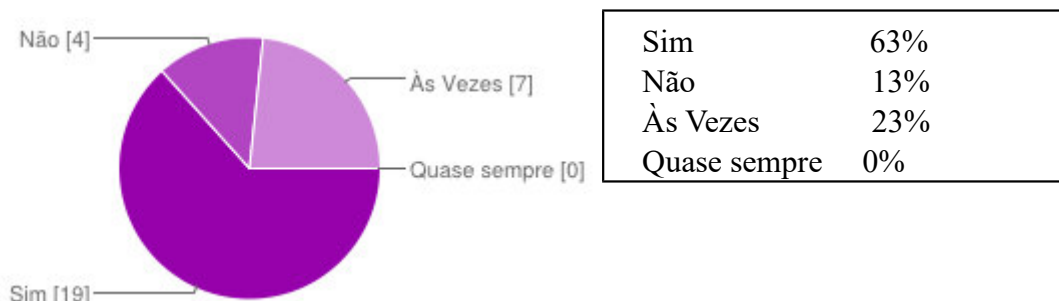 Não [4]
Às Vezes [7]
Quase sempre [0]
Sim [19]
Sim 63%
Não 13%
Às Vezes 23%
Quase sempre 0%